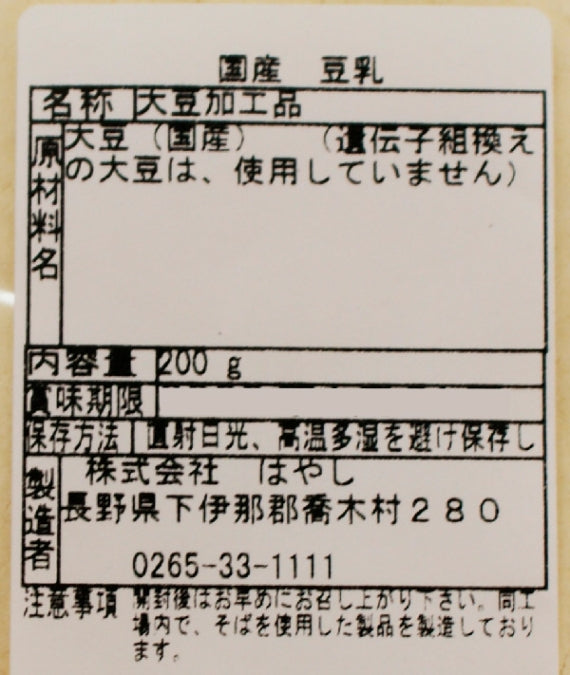 国産 豆乳
名称 大豆加工品
原材料名 大豆(国産) (遺伝子組換え
の大豆は、使用していません)
内容量 200 g
賞味期限
保存方法 直射日光、高温多湿を避け保存し
製造者 株式会社 はやし
長野県下伊那郡喬木村280
0265-33-1111
注意事項 開封後はお早めにお召し上がり下さい。同工
場内で、そばを使用した製品を製造しており
ます。